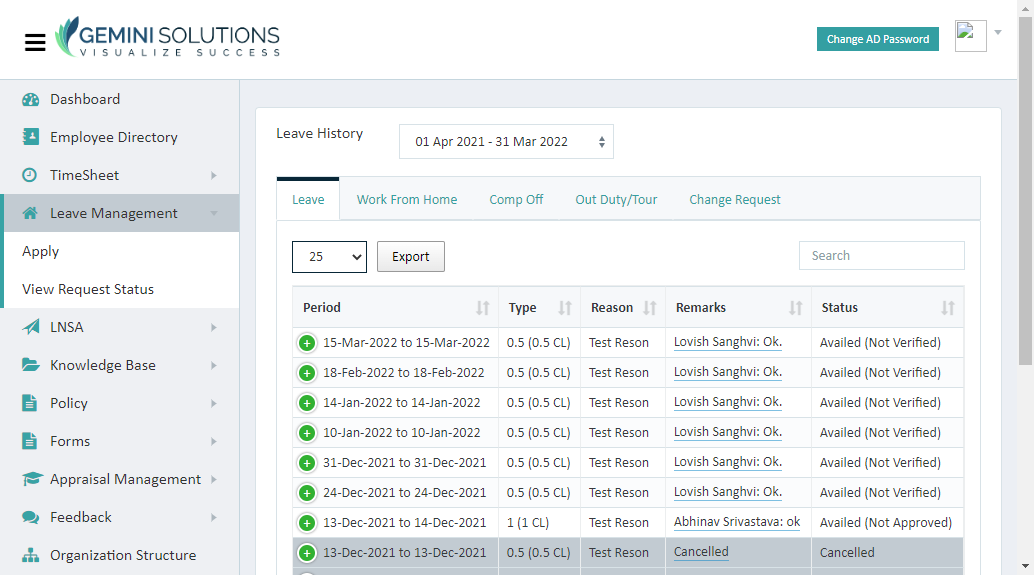 GEMINI SOLUTIONS
VISUALIZE SUCCESS
Change AD Password
Dashboard
Employee Directory
TimeSheet
Leave Management
Apply
View Request Status
LNSA
Knowledge Base
Policy
Forms
Appraisal Management
Feedback
Organization Structure
Leave History
01 Apr 2021 - 31 Mar 2022
Leave Work From Home Comp Off Out Duty/Tour Change Request
25 Export Search
Period Type Reason Remarks Status
15-Mar-2022 to 15-Mar-2022 0.5 (0.5 CL) Test Reson Lovish Sanghvi: Ok. Availed (Not Verified)
18-Feb-2022 to 18-Feb-2022 0.5 (0.5 CL) Test Reson Lovish Sanghvi: Ok. Availed (Not Verified)
14-Jan-2022 to 14-Jan-2022 0.5 (0.5 CL) Test Reson Lovish Sanghvi: Ok. Availed (Not Verified)
10-Jan-2022 to 10-Jan-2022 0.5 (0.5 CL) Test Reson Lovish Sanghvi: Ok. Availed (Not Verified)
31-Dec-2021 to 31-Dec-2021 0.5 (0.5 CL) Test Reson Lovish Sanghvi: Ok. Availed (Not Verified)
24-Dec-2021 to 24-Dec-2021 0.5 (0.5 CL) Test Reson Lovish Sanghvi: Ok. Availed (Not Verified)
13-Dec-2021 to 14-Dec-2021 1 (1 CL) Test Reson Abhinav Srivastava: ok Availed (Not Approved)
13-Dec-2021 to 13-Dec-2021 0.5 (0.5 CL) Test Reson Cancelled Cancelled